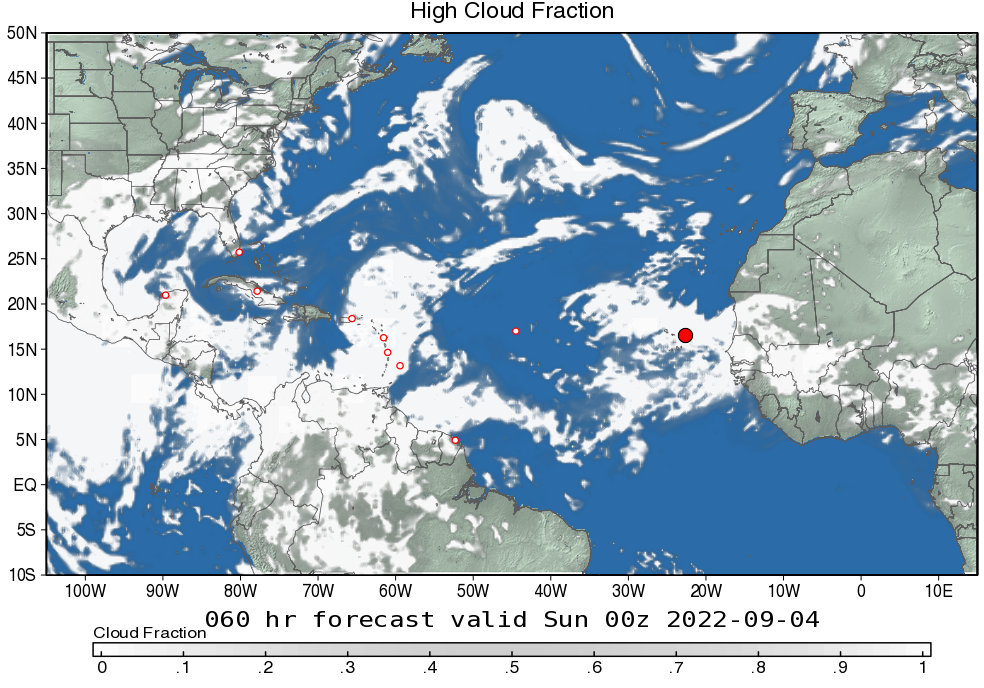 High Cloud Fraction
50N
45N
40N
35N
30N
25N
20N
15N
10N
5N
EQ
5S
10S
100W 90W 80W 70W 60W 50W 40W 30W 20W 10W 0 10E
060 hr forecast valid Sun 00z 2022-09-04
Cloud Fraction
0 .1 .2 .3 .4 .5 .6 .7 .8 .9 1